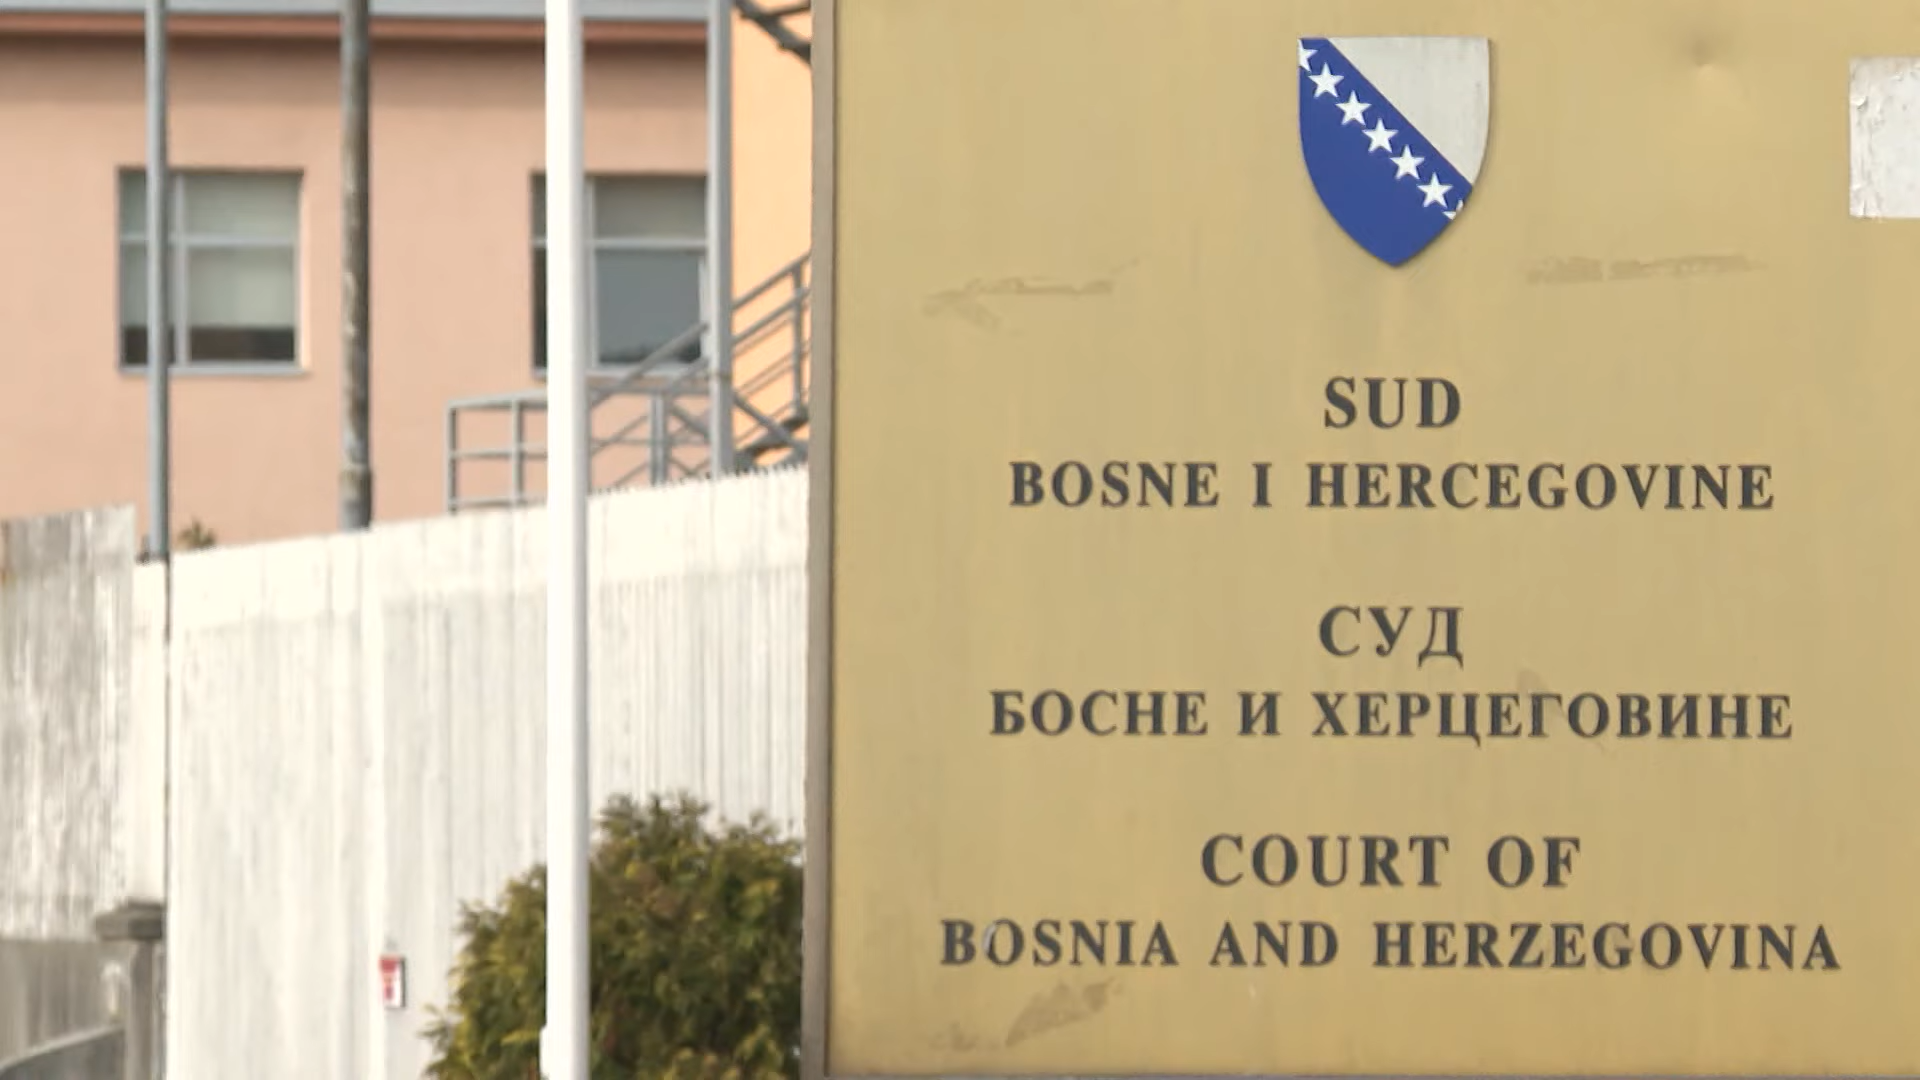 SUD
BOSNE I HERCEGOVINE
СУД
БОСНЕ И ХЕРЦЕГОВИНЕ
COURT OF
BOSNIA AND HERZEGOVINA